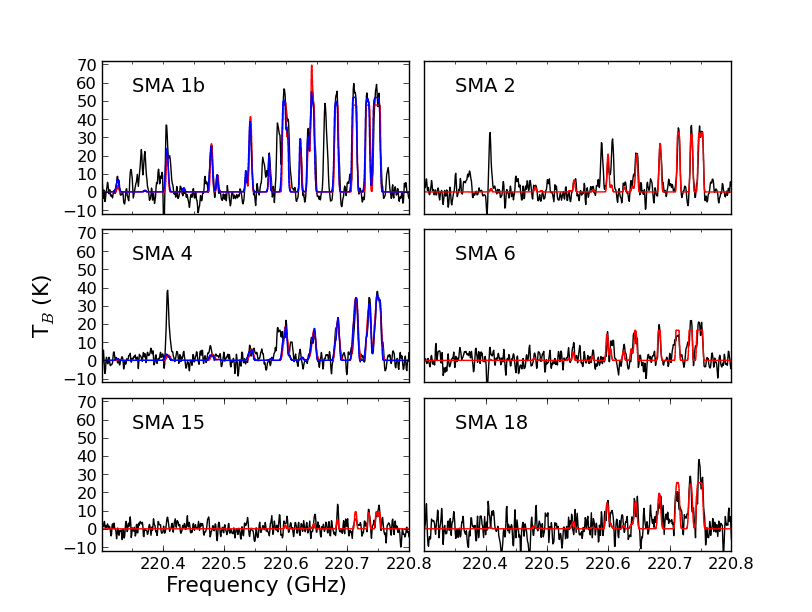 70 60 50 40 30 20 10 0 −10
SMA 1b
SMA 2
70 60 50 40 30 20 10 0 −10
SMA 4
SMA 6
70 60 50 40 30 20 10 0 −10
SMA 15
SMA 18
T_B (K)
220.4 220.5 220.6 220.7 220.8 220.4 220.5 220.6 220.7 220.8
Frequency (GHz)